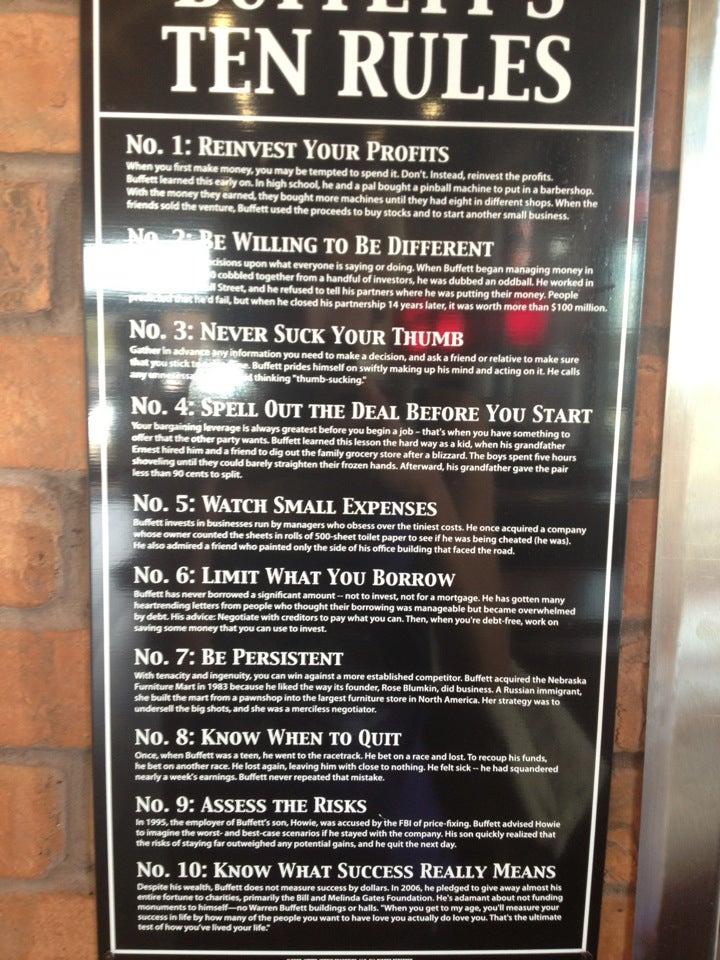 BUFFETT'S
TEN RULES
NO. 1: REINVEST YOUR PROFITS
When you first make money, you may be tempted to spend it. Don't. Instead, reinvest the profits.
Buffett learned this early on. In high school, he and a pal bought a pinball machine to put in a barbershop.
With the money they earned, they bought more machines until they had eight in different shops. When the
friends sold the venture, Buffett used the proceeds to buy stocks and to start another small business.
No. 2: BE WILLING TO BE DIFFERENT
upon what everyone is saying or doing. When Buffett began managing money in
cobbled together from a handful of investors, he was dubbed an oddball. He worked in
Street, and he refused to tell his partners where he was putting their money. People
predicted that he'd fail, but when he closed his partnership 14 years later, it was worth more than $100 million.
No. 3: NEVER SUCK YOUR THUMB
Gather in advance any information you need to make a decision, and ask a friend or relative to make sure
that you stick Buffett prides himself on swiftly making up his mind and acting on it. He calls
any thinking "thumb-sucking."
No. 4: SPELL OUT THE DEAL BEFORE YOU START
Your bargaining leverage is always greatest before you begin a job – that's when you have something to
offer that the other party wants. Buffett learned this lesson the hard way as a kid, when his grandfather
Ernest hired him and a friend to dig out the family grocery store after a blizzard. The boys spent five hours
shoveling until they could barely straighten their frozen hands. Afterward, his grandfather gave the pair
less than 90 cents to split.
No. 5: WATCH SMALL EXPENSES
Buffett invests in businesses run by managers who obsess over the tiniest costs. He once acquired a company
whose owner counted the sheets in rolls of 500-sheet toilet paper to see if he was being cheated (he was).
He also admired a friend who painted only the side of his office building that faced the road.
No. 6: LIMIT WHAT YOU BORROW
Buffett has never borrowed a significant amount -- not to invest, not for a mortgage. He has gotten many
heartrending letters from people who thought their borrowing was manageable but became overwhelmed
by debt. His advice: Negotiate with creditors to pay what you can. Then, when you're debt-free, work on
saving some money that you can use to invest.
No. 7: BE PERSISTENT
With tenacity and ingenuity, you can win against a more established competitor. Buffett acquired the Nebraska
Furniture Mart in 1983 because he liked the way its founder, Rose Blumkin, did business. A Russian immigrant,
she built the mart from a pawnshop into the largest furniture store in North America. Her strategy was to
undersell the big shots, and she was a merciless negotiator.
No. 8: KNOW WHEN TO QUIT
Once, when Buffett was a teen, he went to the racetrack. He bet on a race and lost. To recoup his funds,
he bet on another race. He lost again, leaving him with close to nothing. He felt sick -- he had squandered
nearly a week's earnings. Buffett never repeated that mistake.
No. 9: ASSESS THE RISKS
In 1995, the employer of Buffett's son, Howie, was accused by the FBI of price-fixing. Buffett advised Howie
to imagine the worst- and best-case scenarios if he stayed with the company. His son quickly realized that
the risks of staying far outweighed any potential gains, and he quit the next day.
No. 10: KNOW WHAT SUCCESS REALLY MEANS
Despite his wealth, Buffett does not measure success by dollars. In 2006, he pledged to give away almost his
entire fortune to charities, primarily the Bill and Melinda Gates Foundation. He's adamant about not funding
monuments to himself—no Warren Buffett buildings or halls. "When you get to my age, you'll measure your
success in life by how many of the people you want to have love you actually do love you. That's the ultimate
test of how you've lived your life."